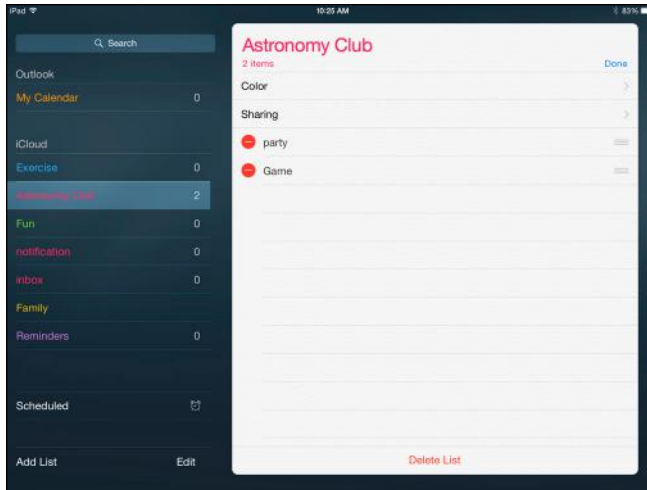 iPad 10:25 AM 83%
Search
Outlook
My Calendar 0
iCloud
Exercise 0
Astronomy Club 2
Fun 0
notification 0
inbox 0
Family
Reminders 0
Scheduled
Add List Edit
Astronomy Club
2 items Done
Color
Sharing
party
Game
Delete List